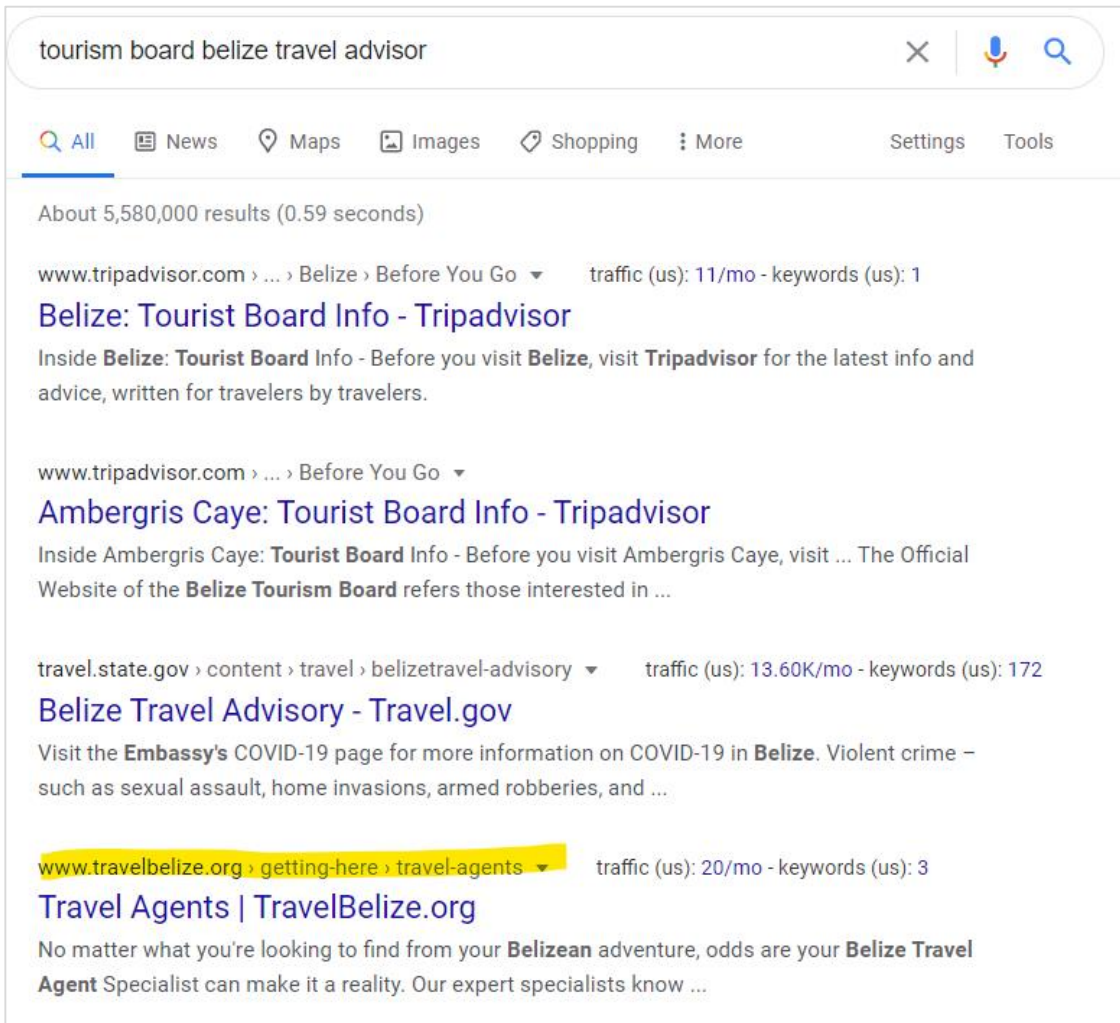 tourism board belize travel advisor
All News Maps Images Shopping More Settings Tools
About 5,580,000 results (0.59 seconds)
www.tripadvisor.com › ... › Belize › Before You Go traffic (us): 11/mo - keywords (us): 1
Belize: Tourist Board Info - Tripadvisor
Inside Belize: Tourist Board Info - Before you visit Belize, visit Tripadvisor for the latest info and
advice, written for travelers by travelers.
www.tripadvisor.com › ... › Before You Go
Ambergris Caye: Tourist Board Info - Tripadvisor
Inside Ambergris Caye: Tourist Board Info - Before you visit Ambergris Caye, visit ... The Official
Website of the Belize Tourism Board refers those interested in ...
travel.state.gov › content › travel › belizetravel-advisory traffic (us): 13.60K/mo - keywords (us): 172
Belize Travel Advisory - Travel.gov
Visit the Embassy's COVID-19 page for more information on COVID-19 in Belize. Violent crime –
such as sexual assault, home invasions, armed robberies, and ...
www.travelbelize.org › getting-here › travel-agents traffic (us): 20/mo - keywords (us): 3
Travel Agents | TravelBelize.org
No matter what you're looking to find from your Belizean adventure, odds are your Belize Travel
Agent Specialist can make it a reality. Our expert specialists know ...